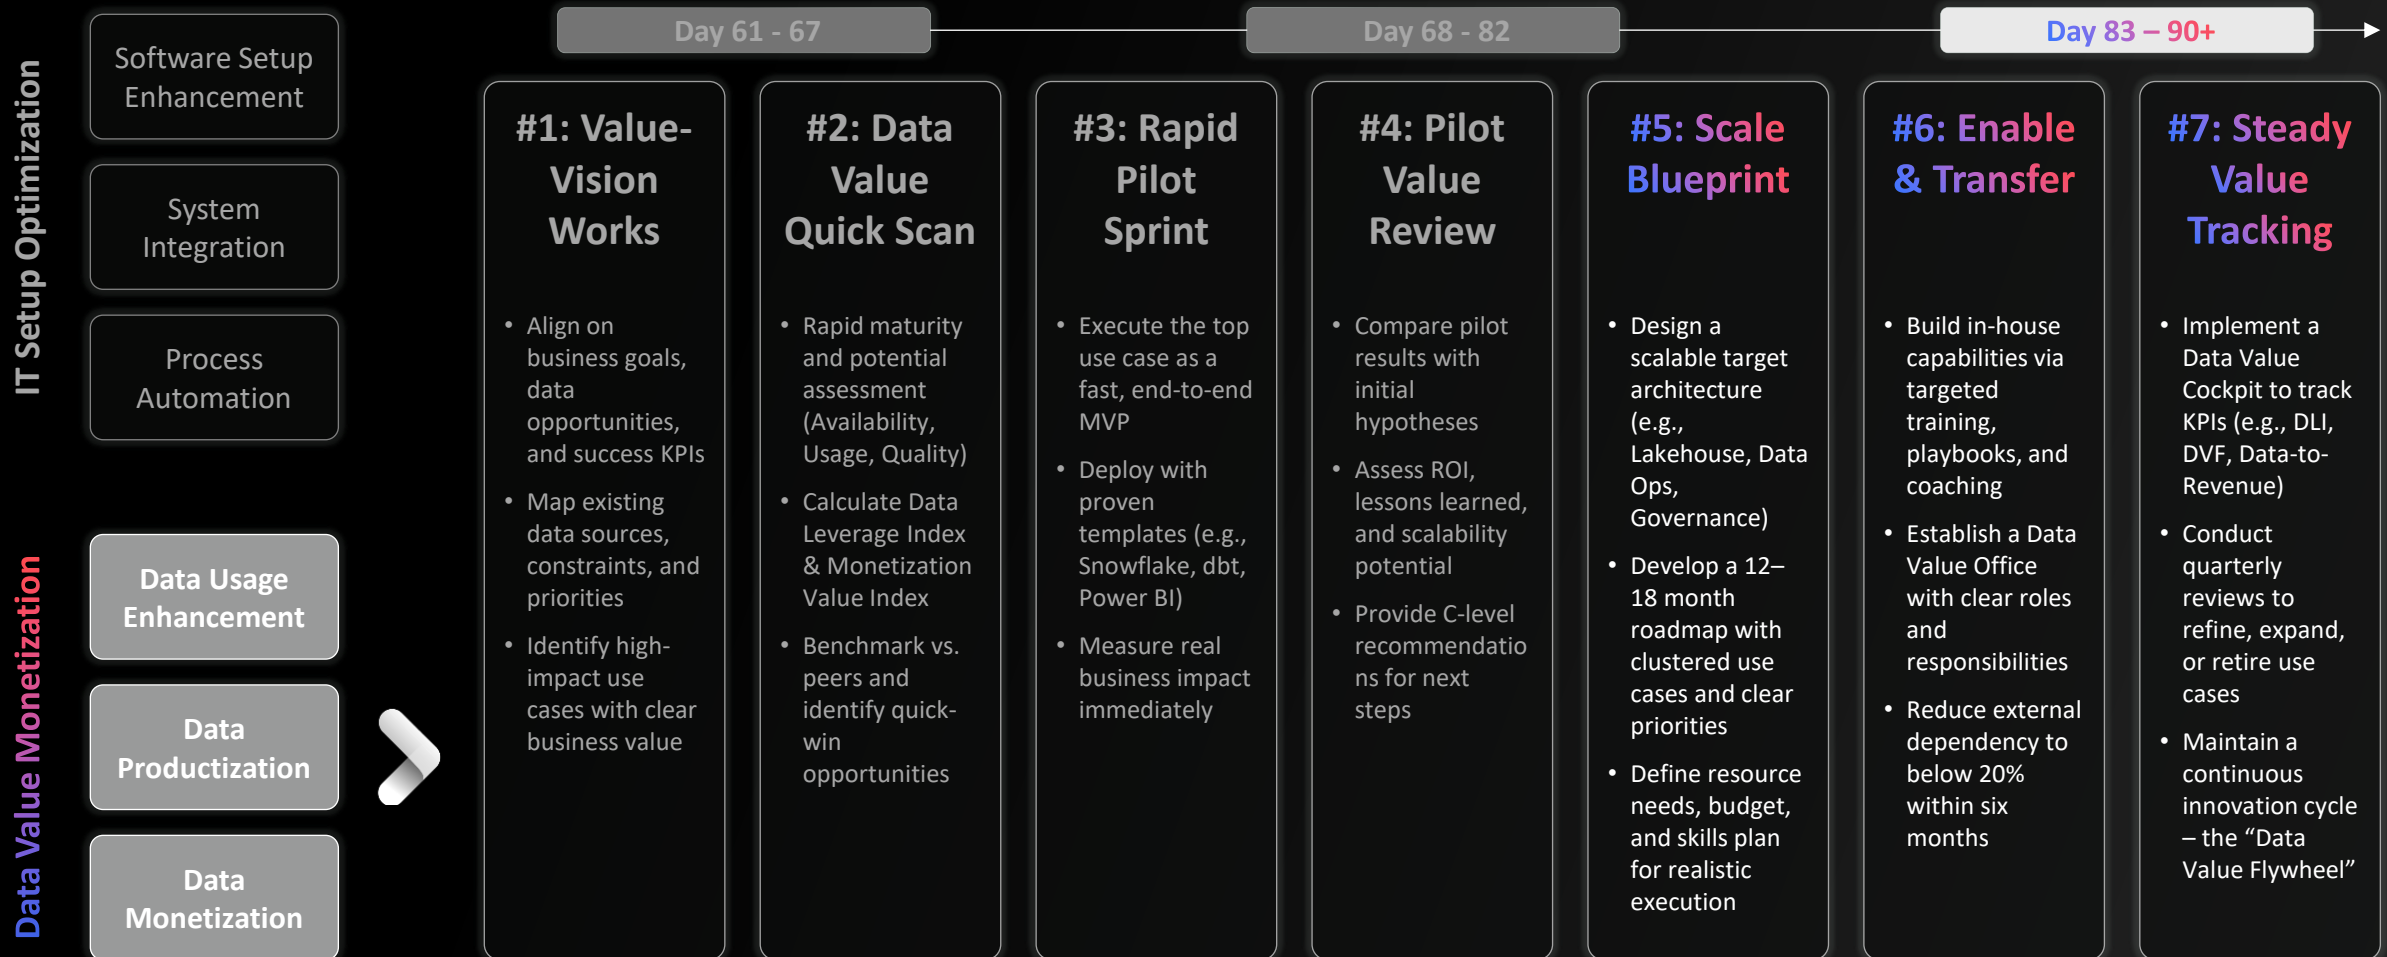 IT Setup Optimization
Software Setup
Enhancement
System
Integration
Process
Automation
Data Value Monetization
Data Usage
Enhancement
Data
Productization
Data
Monetization
Day 61 - 67
Day 68 - 82
Day 83 – 90+
#1: Value-
Vision
Works
• Align on
business goals,
data
opportunities,
and success KPIs
• Map existing
data sources,
constraints, and
priorities
• Identify high-
impact use
cases with clear
business value
#2: Data
Value
Quick Scan
• Rapid maturity
and potential
assessment
(Availability,
Usage, Quality)
• Calculate Data
Leverage Index
& Monetization
Value Index
• Benchmark vs.
peers and
identify quick-
win
opportunities
#3: Rapid
Pilot
Sprint
• Execute the top
use case as a
fast, end-to-end
MVP
• Deploy with
proven
templates (e.g.,
Snowflake, dbt,
Power BI)
• Measure real
business impact
immediately
#4: Pilot
Value
Review
• Compare pilot
results with
initial
hypotheses
• Assess ROI,
lessons learned,
and scalability
potential
• Provide C-level
recommendatio
ns for next
steps
#5: Scale
Blueprint
• Design a
scalable target
architecture
(e.g.,
Lakehouse, Data
Ops,
Governance)
• Develop a 12–
18 month
roadmap with
clustered use
cases and clear
priorities
• Define resource
needs, budget,
and skills plan
for realistic
execution
#6: Enable
& Transfer
• Build in-house
capabilities via
targeted
training,
playbooks, and
coaching
• Establish a Data
Value Office
with clear roles
and
responsibilities
• Reduce external
dependency to
below 20%
within six
months
#7: Steady
Value
Tracking
• Implement a
Data Value
Cockpit to track
KPIs (e.g., DLI,
DVF, Data-to-
Revenue)
• Conduct
quarterly
reviews to
refine, expand,
or retire use
cases
• Maintain a
continuous
innovation cycle
– the “Data
Value Flywheel”